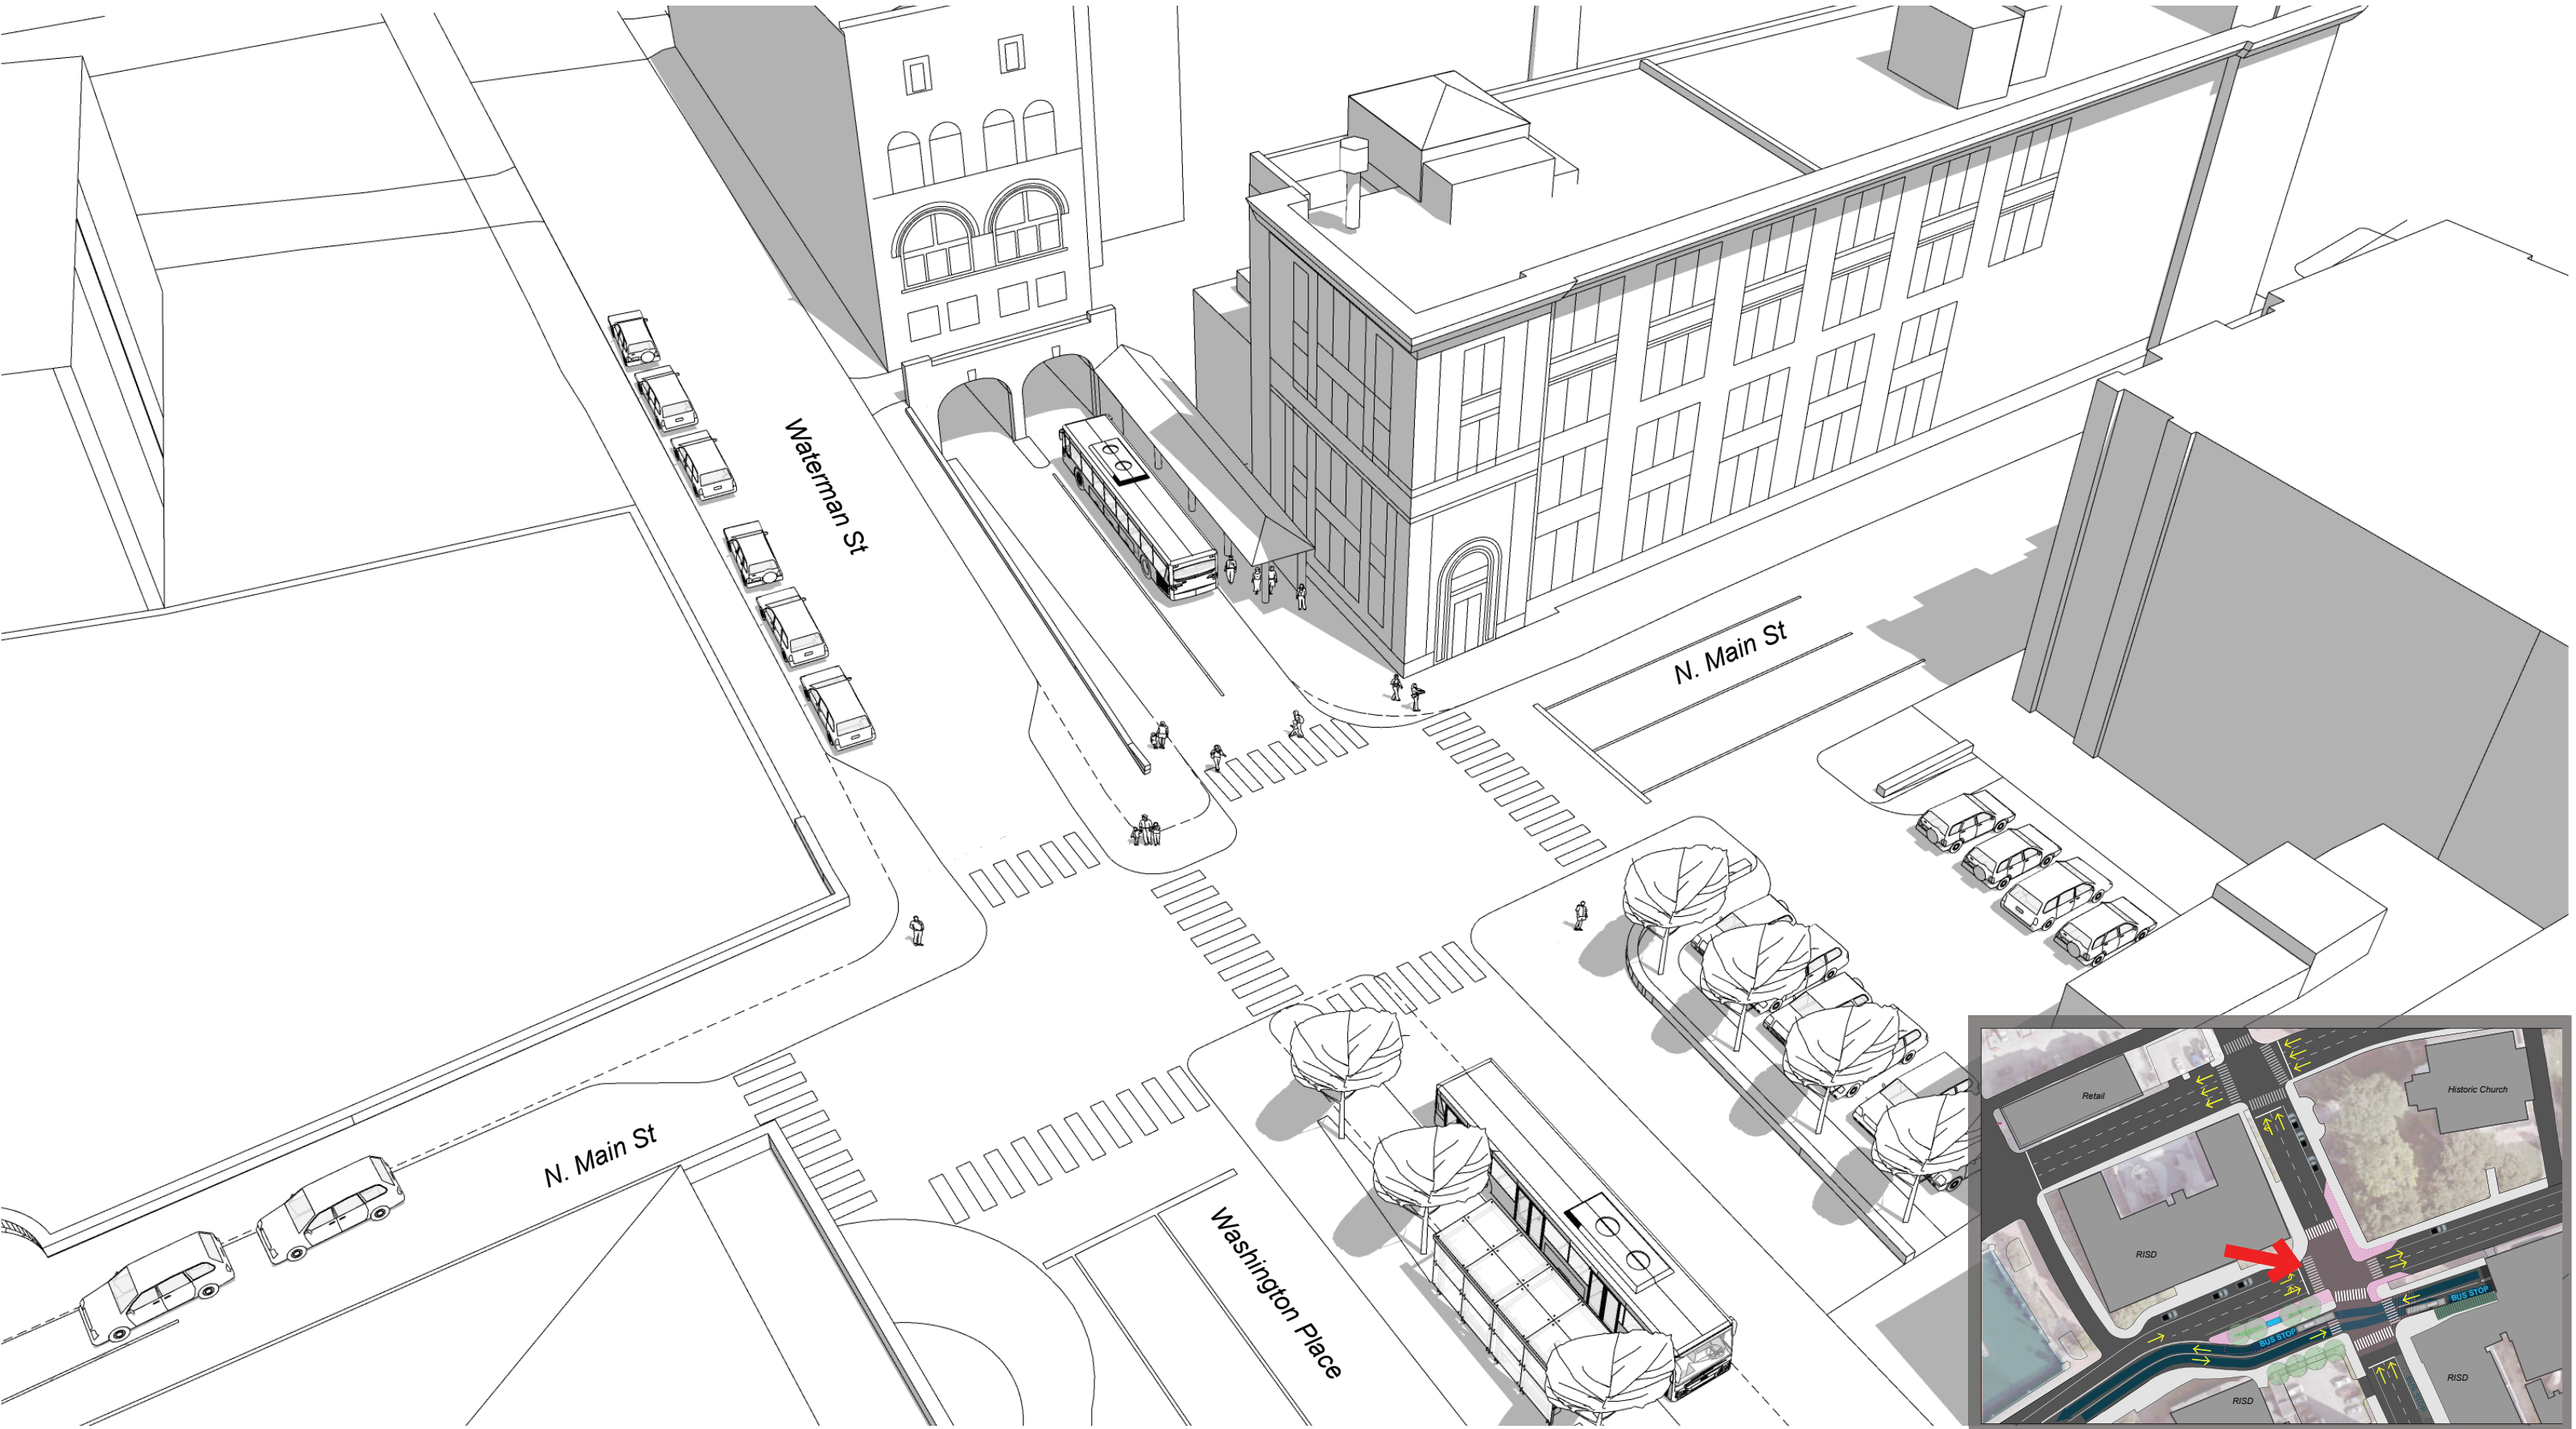 Waterman St
N. Main St
N. Main St
Washington Place
Retail
Historic Church
RISD
BUS STOP
BUS STOP
RISD
RISD